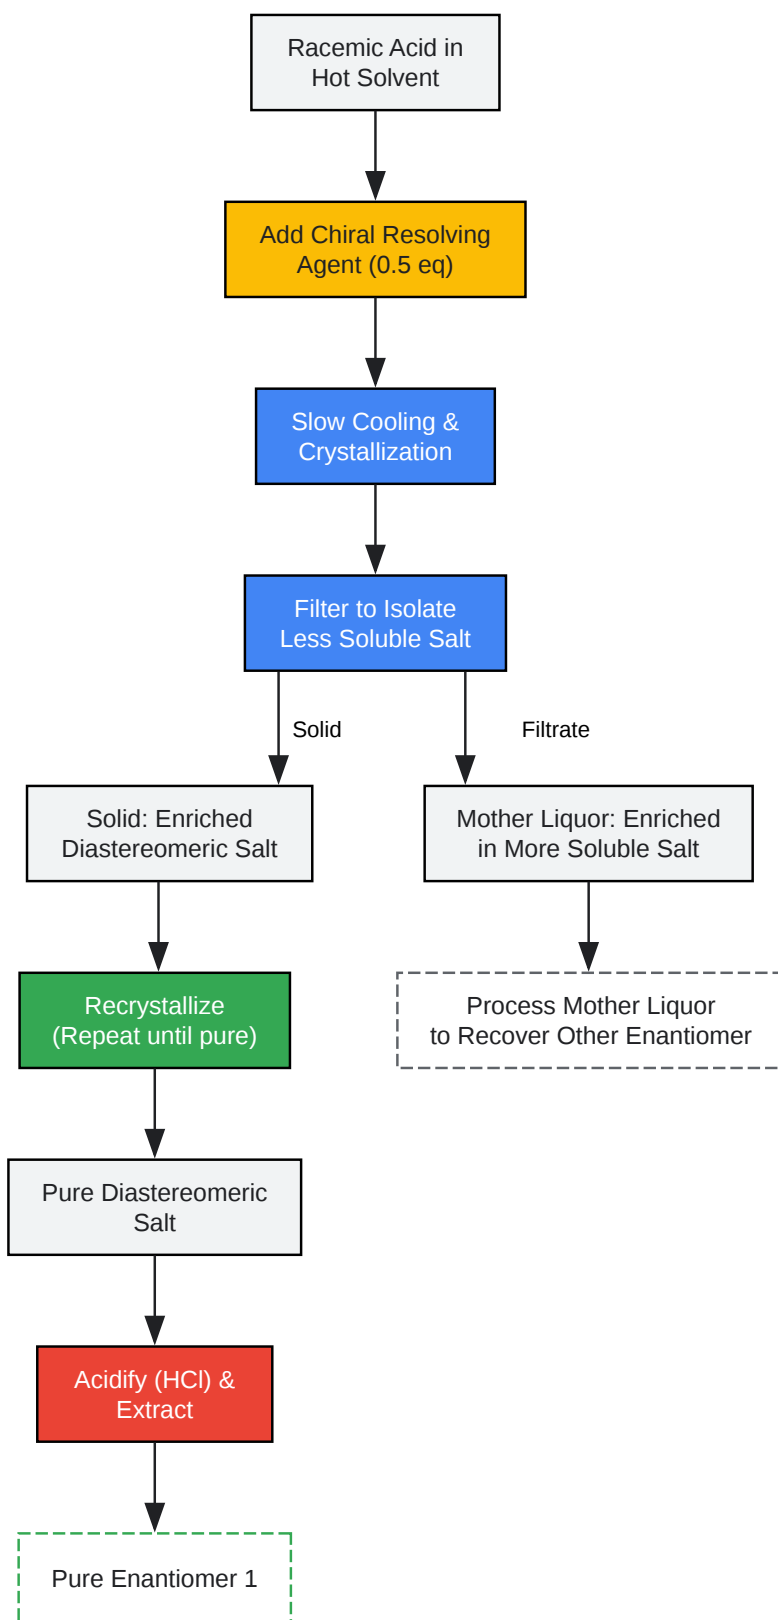 Racemic Acid in
Hot Solvent
Add Chiral Resolving
Agent (0.5 eq)
Slow Cooling &
Crystallization
Filter to Isolate
Less Soluble Salt
Solid
Filtrate
Solid: Enriched
Diastereomeric Salt
Mother Liquor: Enriched
in More Soluble Salt
Recrystallize
(Repeat until pure)
Process Mother Liquor
to Recover Other Enantiomer
Pure Diastereomeric
Salt
Acidify (HCl) &
Extract
Pure Enantiomer 1